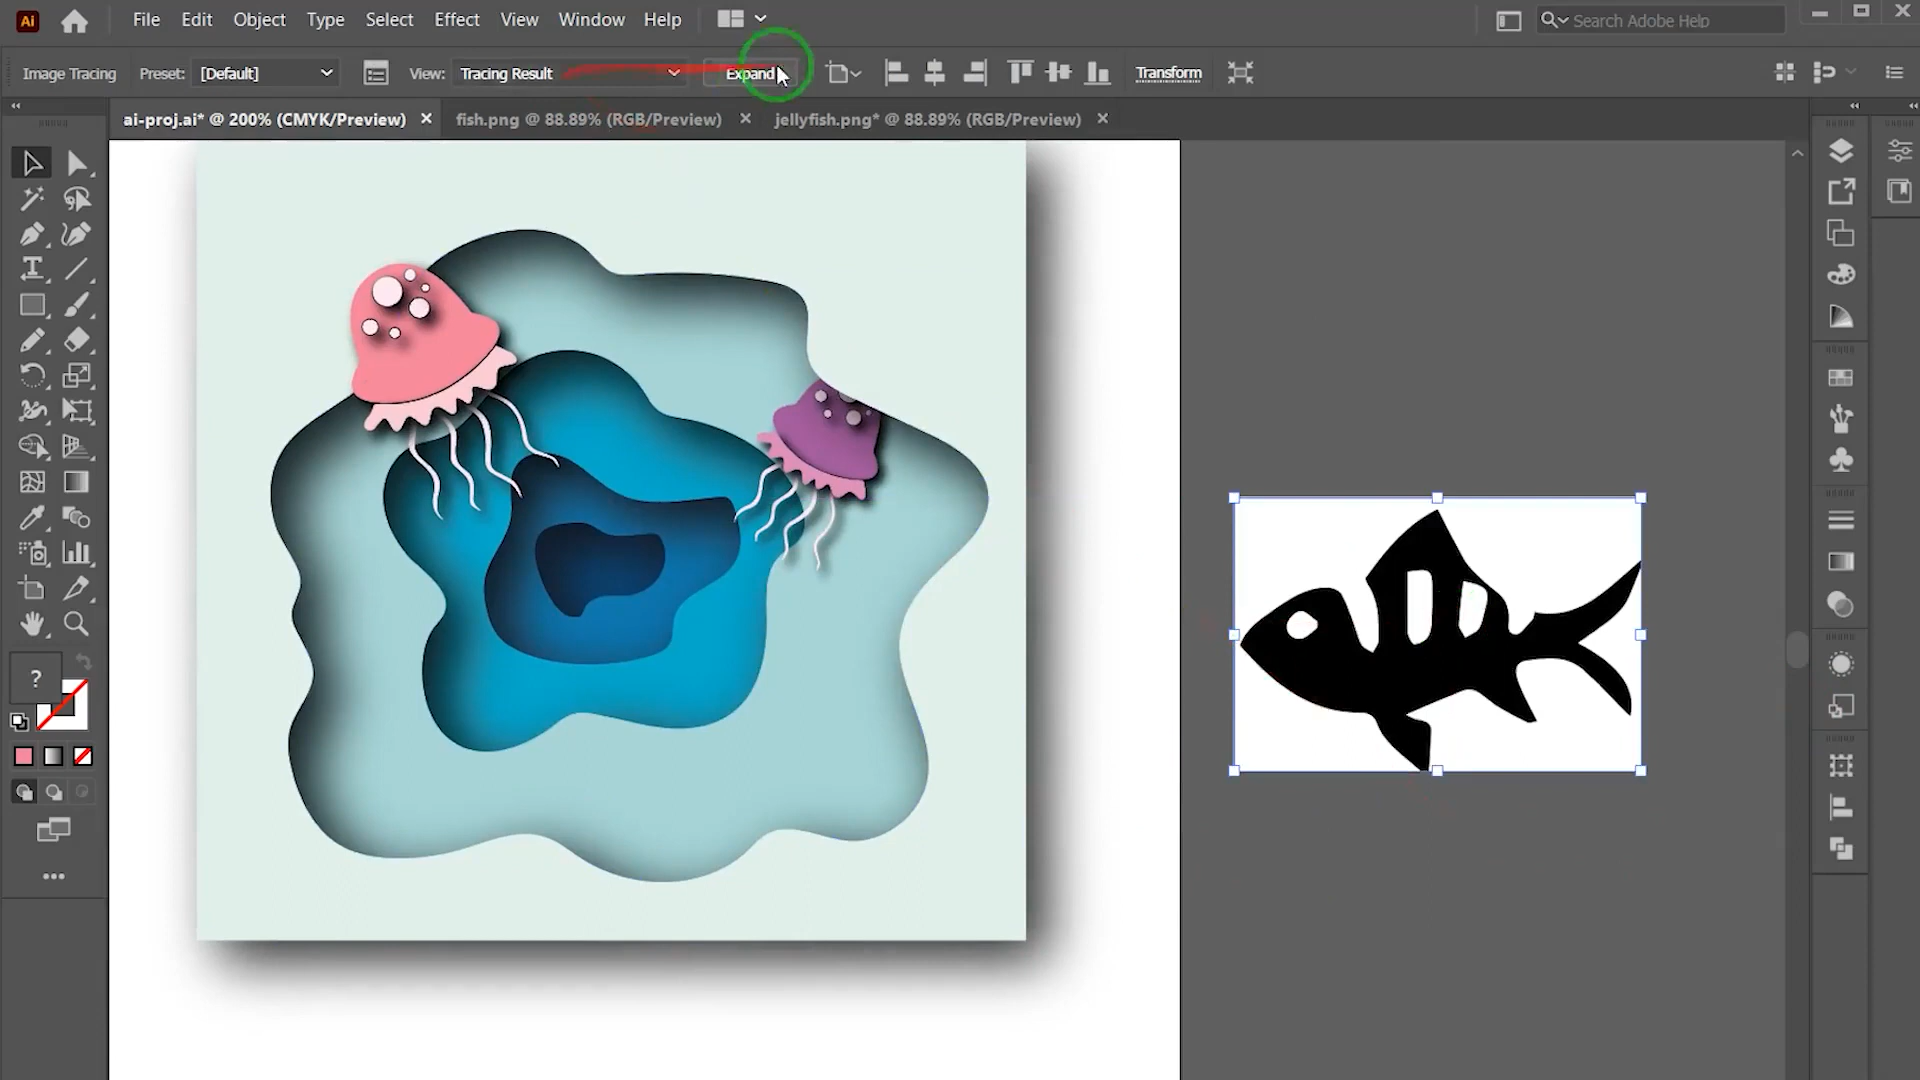 Ai File Edit Object Type Select Effect View Window Help Search Adobe Help
Image Tracing Preset: [Default] View: Tracing Result Expand Transform
ai-proj.ai* @ 200% (CMYK/Preview) fish.png @ 88.89% (RGB/Preview) jellyfish.png* @ 88.89% (RGB/Preview)
?